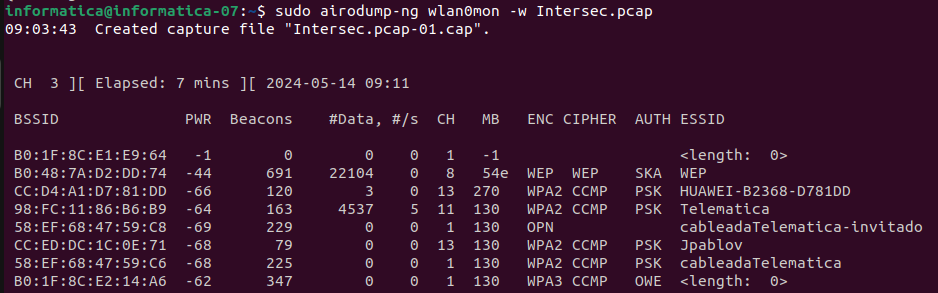 informatica@informatica-07:~$ sudo airodump-ng wlan0mon -w Intersec.pcap
09:03:43  Created capture file "Intersec.pcap-01.cap".
CH  3 ][ Elapsed: 7 mins ][ 2024-05-14 09:11
BSSID              PWR  Beacons    #Data, #/s  CH   MB   ENC CIPHER  AUTH ESSID
B0:1F:8C:E1:E9:64   -1        0        0    0   1   -1                    <length:  0>
B0:48:7A:D2:DD:74  -44      691    22104    0   8   54e  WEP  WEP    SKA  WEP
CC:D4:A1:D7:81:DD  -66      120        3    0  13  270   WPA2 CCMP   PSK  HUAWEI-B2368-D781DD
98:FC:11:86:B6:B9  -64      163     4537    5  11  130   WPA2 CCMP   PSK  Telematica
58:EF:68:47:59:C8  -69      229        0    0   1  130   OPN              cableadaTelematica-invitado
CC:ED:DC:1C:0E:71  -68       79        0    0  13  130   WPA2 CCMP   PSK  Jpablov
58:EF:68:47:59:C6  -68      225        0    0   1  130   WPA2 CCMP   PSK  cableadaTelematica
B0:1F:8C:E2:14:A6  -62      347        0    0   1  130   WPA3 CCMP   OWE  <length:  0>